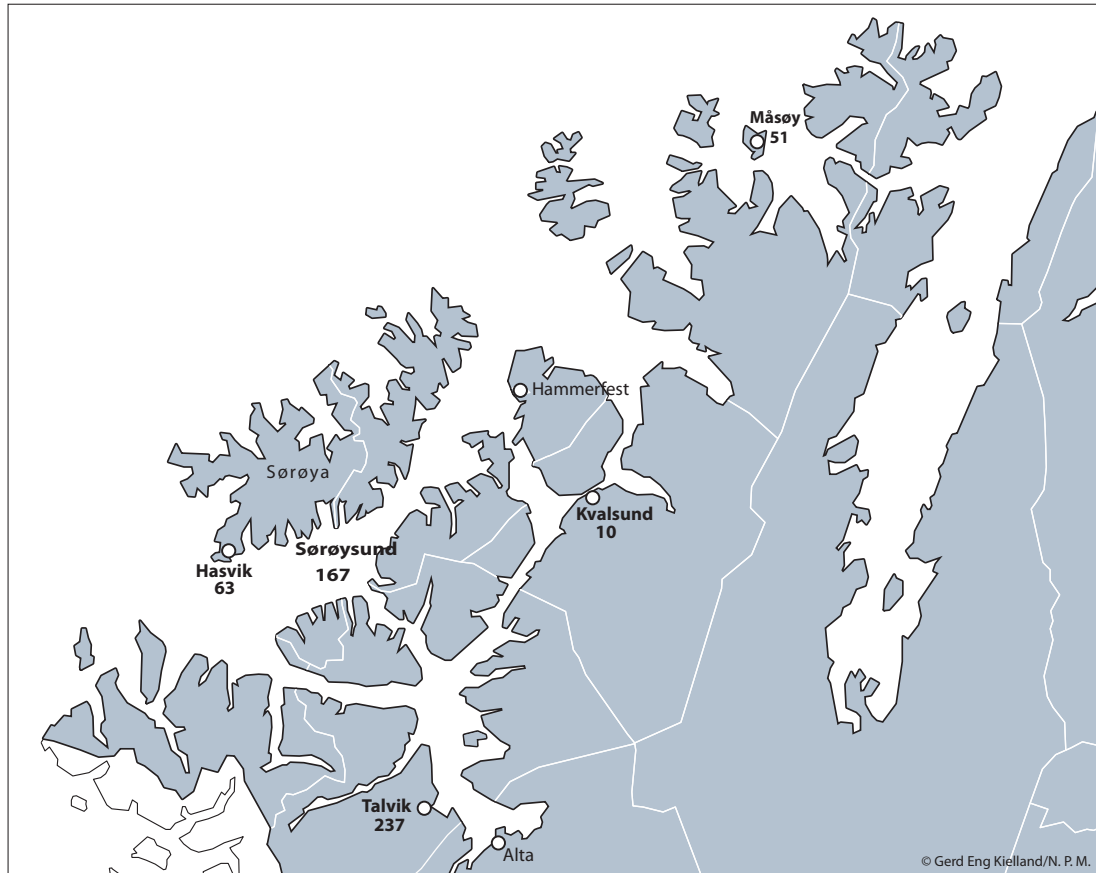 Måsøy
51
Hammerfest
Sørøya
Kvalsund
10
Sørøysund
167
Hasvik
63
Talvik
237
Alta
© Gerd Eng Kielland/N. P. M.